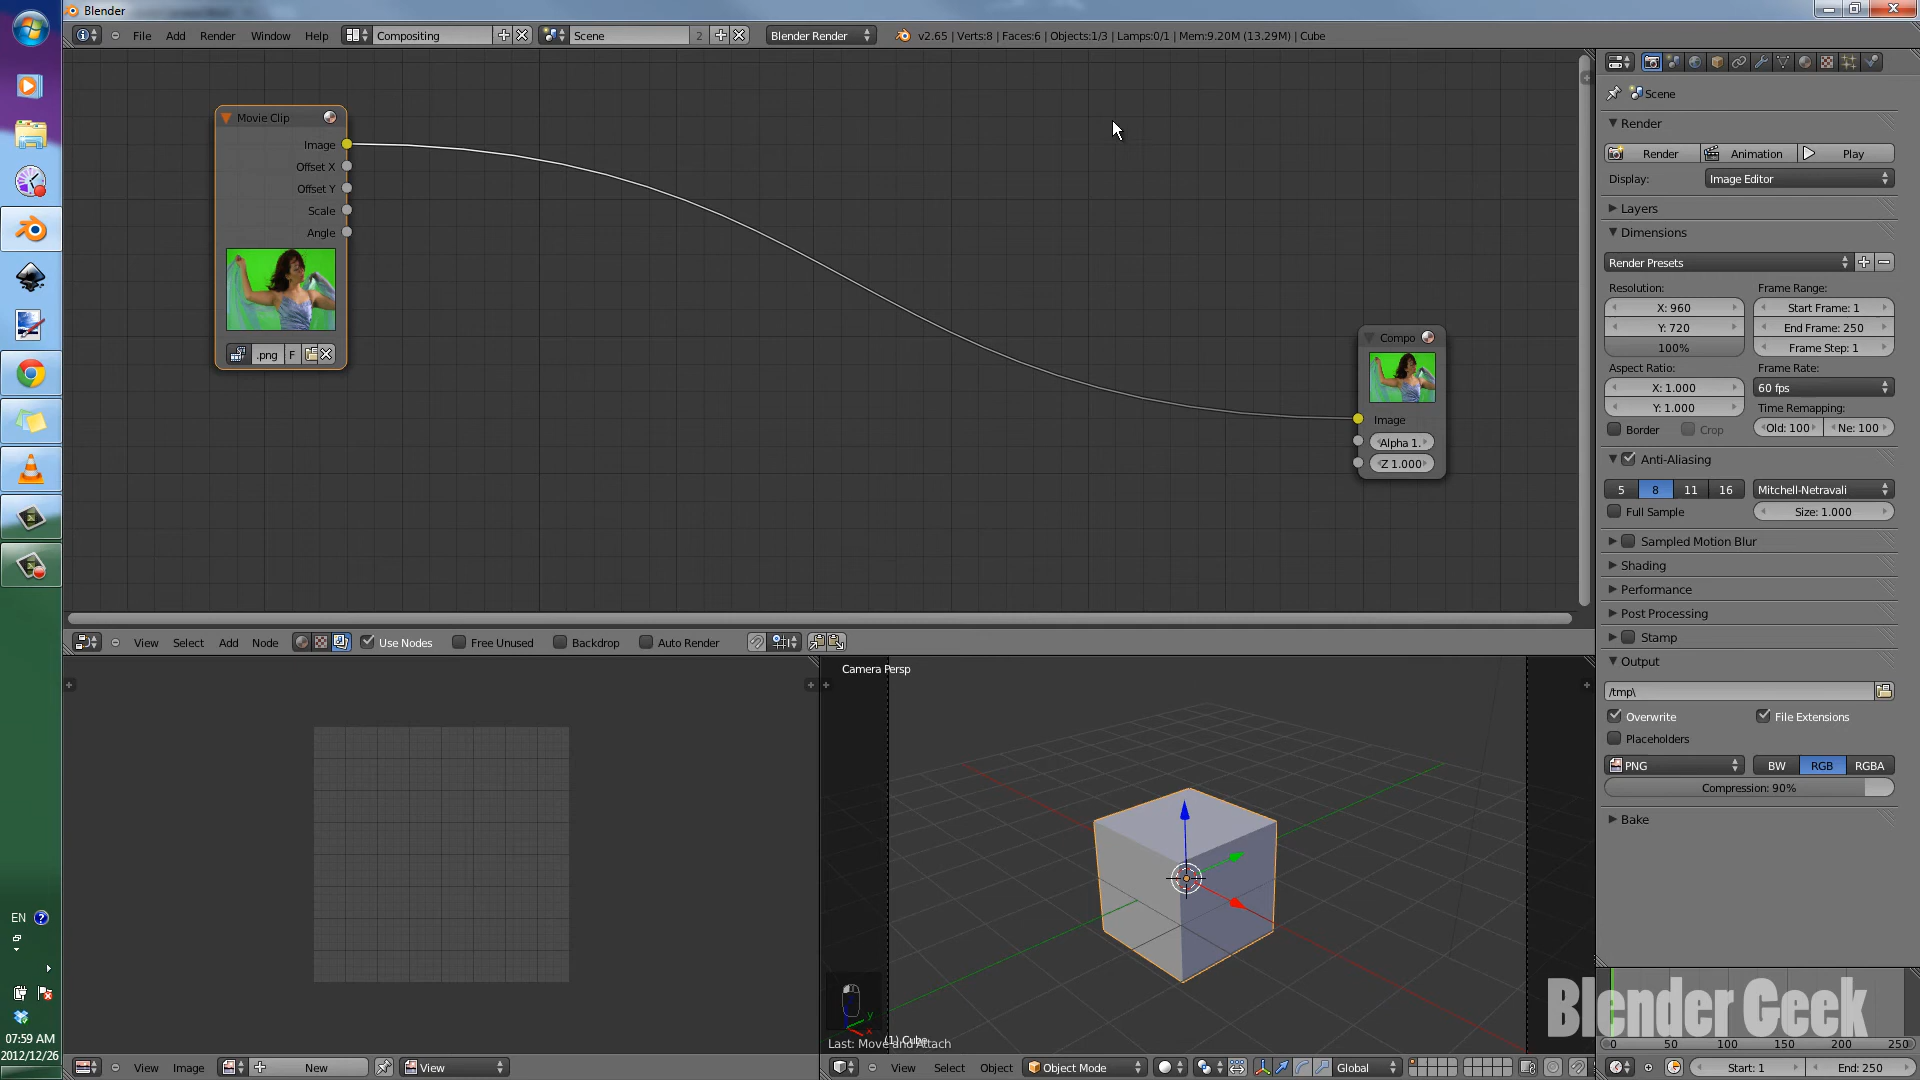 Blender
File Add Render Window Help Compositing Scene 2 Blender Render v2.65 | Verts:8 | Faces:6 | Objects:1/3 | Lamps:0/1 | Mem:9.20M (13.29M) | Cube
Movie Clip
Image
Offset X
Offset Y
Scale
Angle
.png F
Compo
Image
Alpha 1.
Z 1.000
View Select Add Node Use Nodes Free Unused Backdrop Auto Render
Scene
Render
Render Animation Play
Display: Image Editor
Layers
Dimensions
Render Presets
Resolution: Frame Range:
X: 960 Start Frame: 1
Y: 720 End Frame: 250
100% Frame Step: 1
Aspect Ratio: Frame Rate:
X: 1.000 60 fps
Y: 1.000 Time Remapping:
Border Crop Old: 100 Ne: 100
Anti-Aliasing
5 8 11 16 Mitchell-Netravali
Full Sample Size: 1.000
Sampled Motion Blur
Shading
Performance
Post Processing
Stamp
Output
/tmp\
Overwrite File Extensions
Placeholders
PNG BW RGB RGBA
Compression: 90%
Bake
Camera Persp
y
x
(1) Cube
Last: Move and Attach
View Image New View
View Select Object Object Mode Global
Blender Geek
0 50 100 150 200 250
Start: 1 End: 250
EN
07:59 AM
2012/12/26